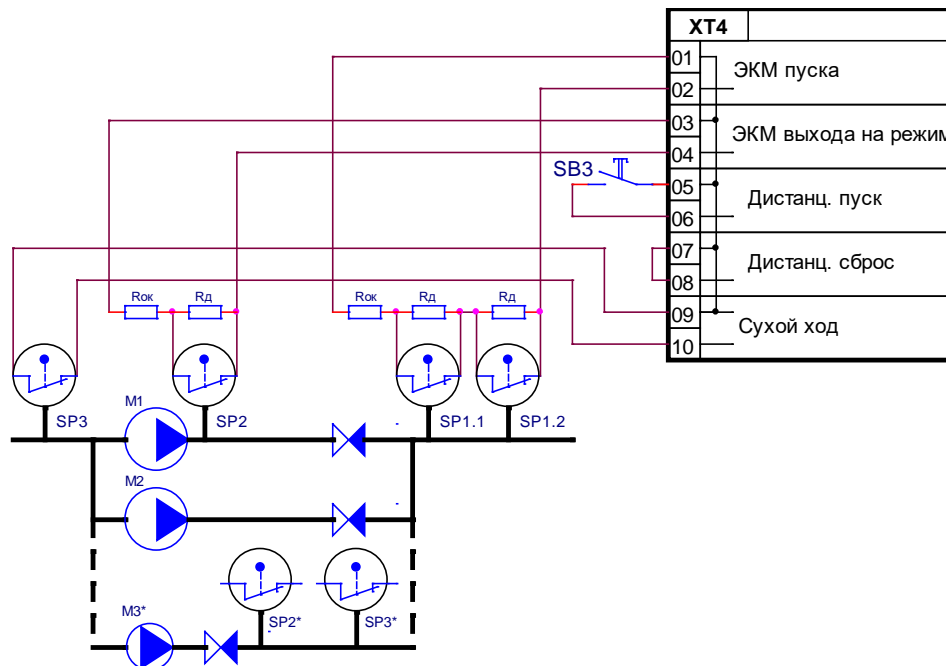 XT4
01
ЭКМ пуска
02
03
ЭКМ выхода на режим
04
SB3
05
Дистанц. пуск
06
07
Дистанц. сброс
08
09
Сухой ход
10
Rок Rд Rок Rд Rд
SP3 M1 SP2 SP1.1 SP1.2
M2
SP2* SP3*
M3*